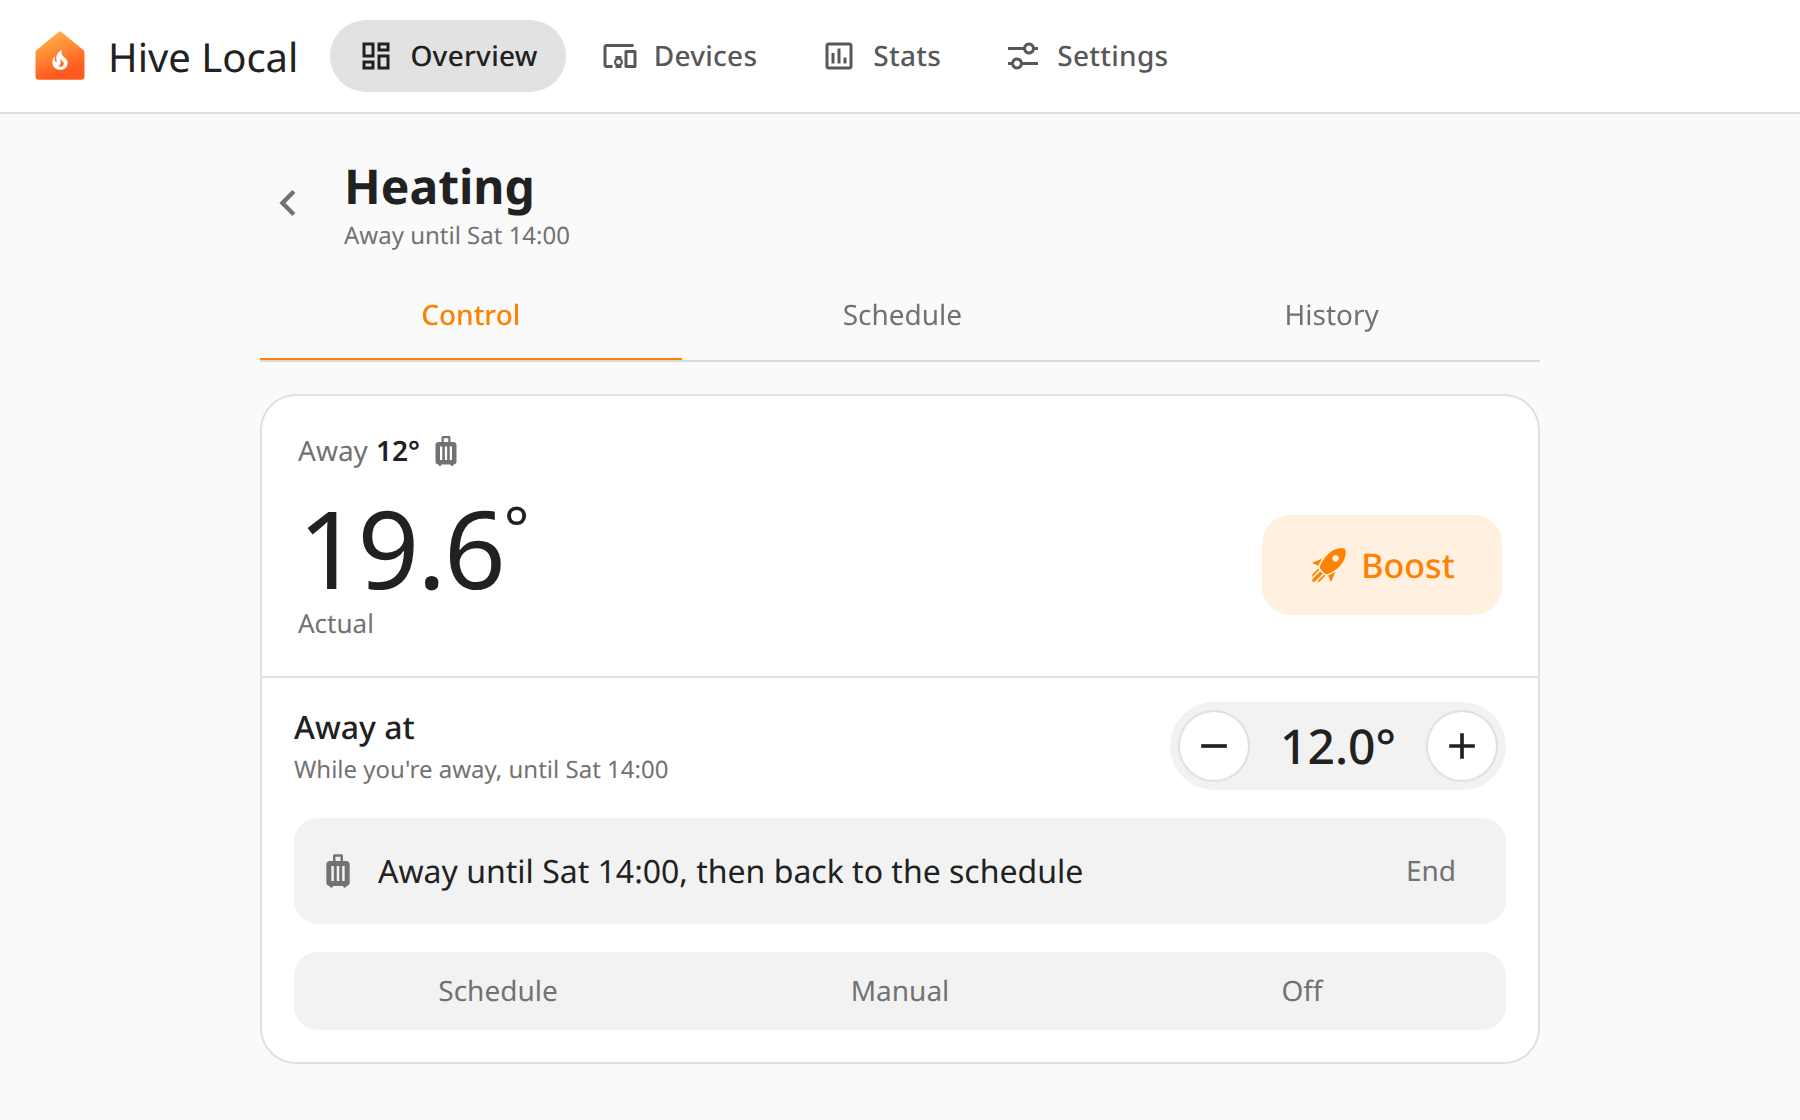 Hive Local
Overview
Devices
Stats
Settings
Heating
Away until Sat 14:00
Control
Schedule
History
Away 12°
19.6°
Actual
Boost
Away at
While you're away, until Sat 14:00
12.0°
Away until Sat 14:00, then back to the schedule
End
Schedule
Manual
Off